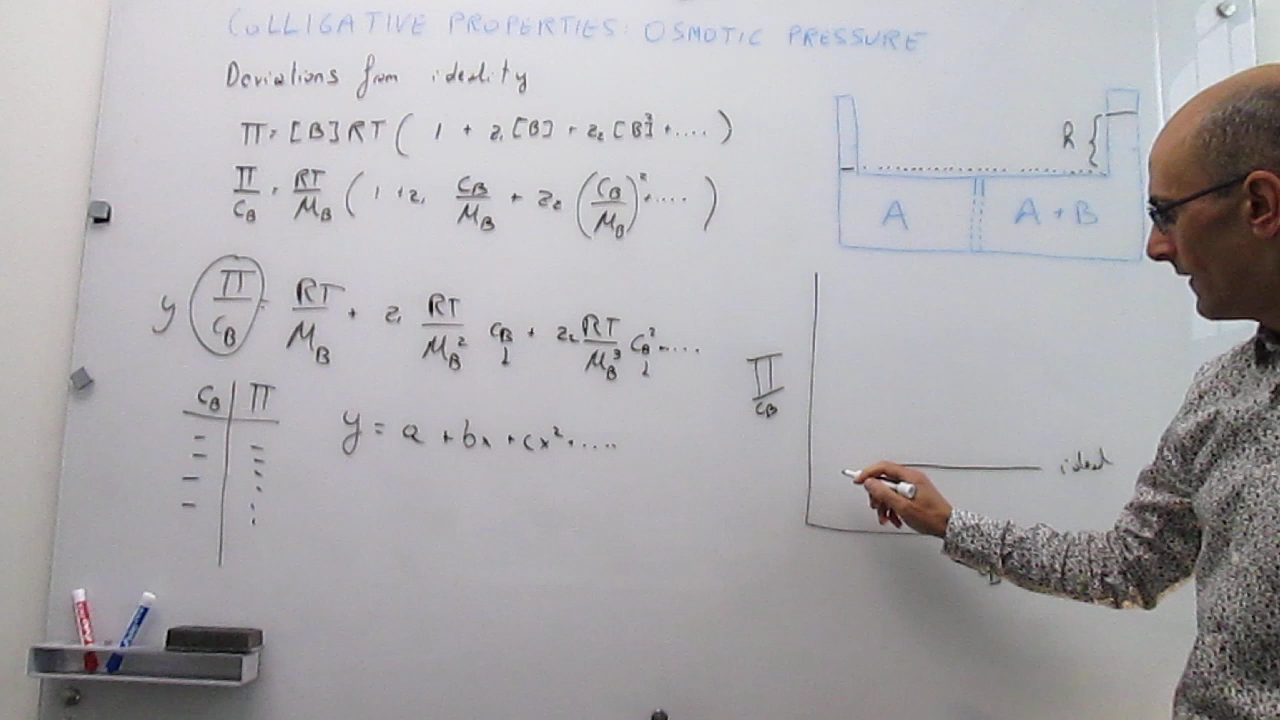 COLLIGATIVE PROPERTIES: OSMOTIC PRESSURE
Deviations from ideality
Π = [B]RT ( 1 + z₁[B] + z₂[B]² + .... )
Π/C_B = RT/M_B ( 1 + z₁ C_B/M_B + z₂ (C_B/M_B)² + .... )
y Π/C_B = RT/M_B + z₁ RT/M_B² C_B + z₂ RT/M_B³ C_B² + ....
C_B | Π
y = a + bx + cx² + ....
h
A
A + B
Π/C_B
ideal